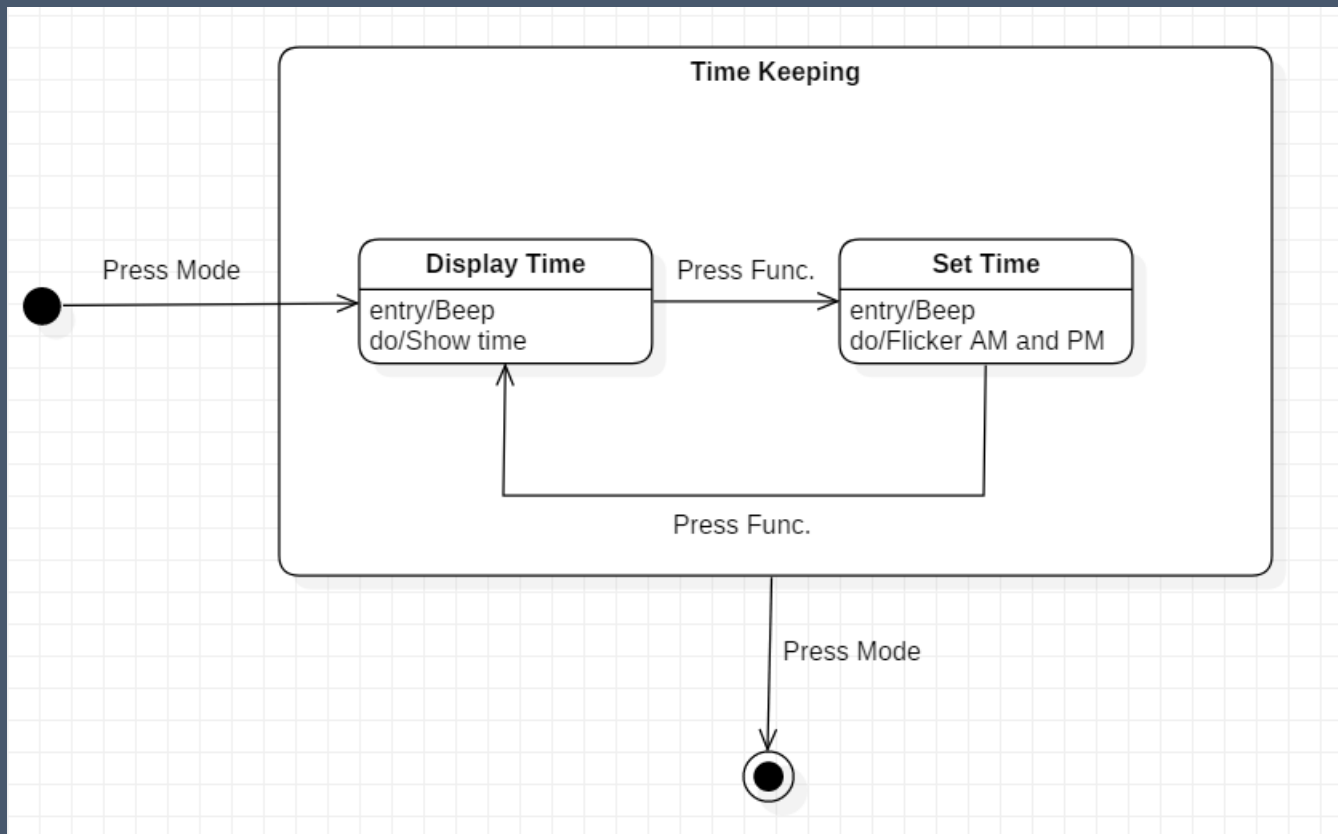 Time Keeping
Press Mode
Display Time
entry/Beep
do/Show time
Press Func.
Set Time
entry/Beep
do/Flicker AM and PM
Press Func.
Press Mode